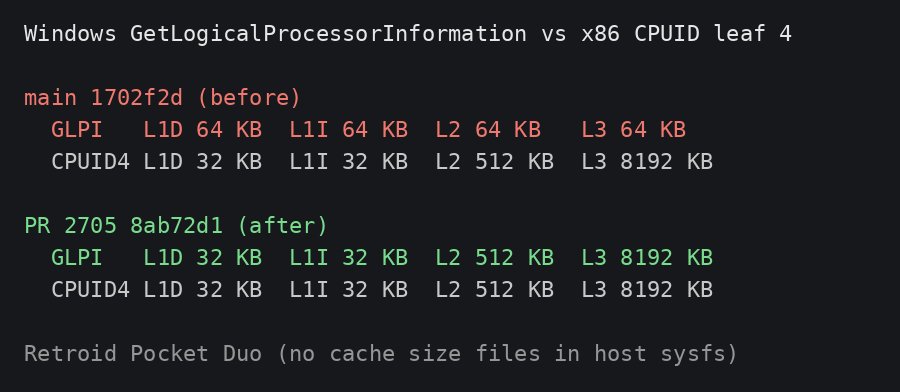 Windows GetLogicalProcessorInformation vs x86 CPUID leaf 4
main 1702f2d (before)
GLPI L1D 64 KB L1I 64 KB L2 64 KB L3 64 KB
CPUID4 L1D 32 KB L1I 32 KB L2 512 KB L3 8192 KB
PR 2705 8ab72d1 (after)
GLPI L1D 32 KB L1I 32 KB L2 512 KB L3 8192 KB
CPUID4 L1D 32 KB L1I 32 KB L2 512 KB L3 8192 KB
Retroid Pocket Duo (no cache size files in host sysfs)